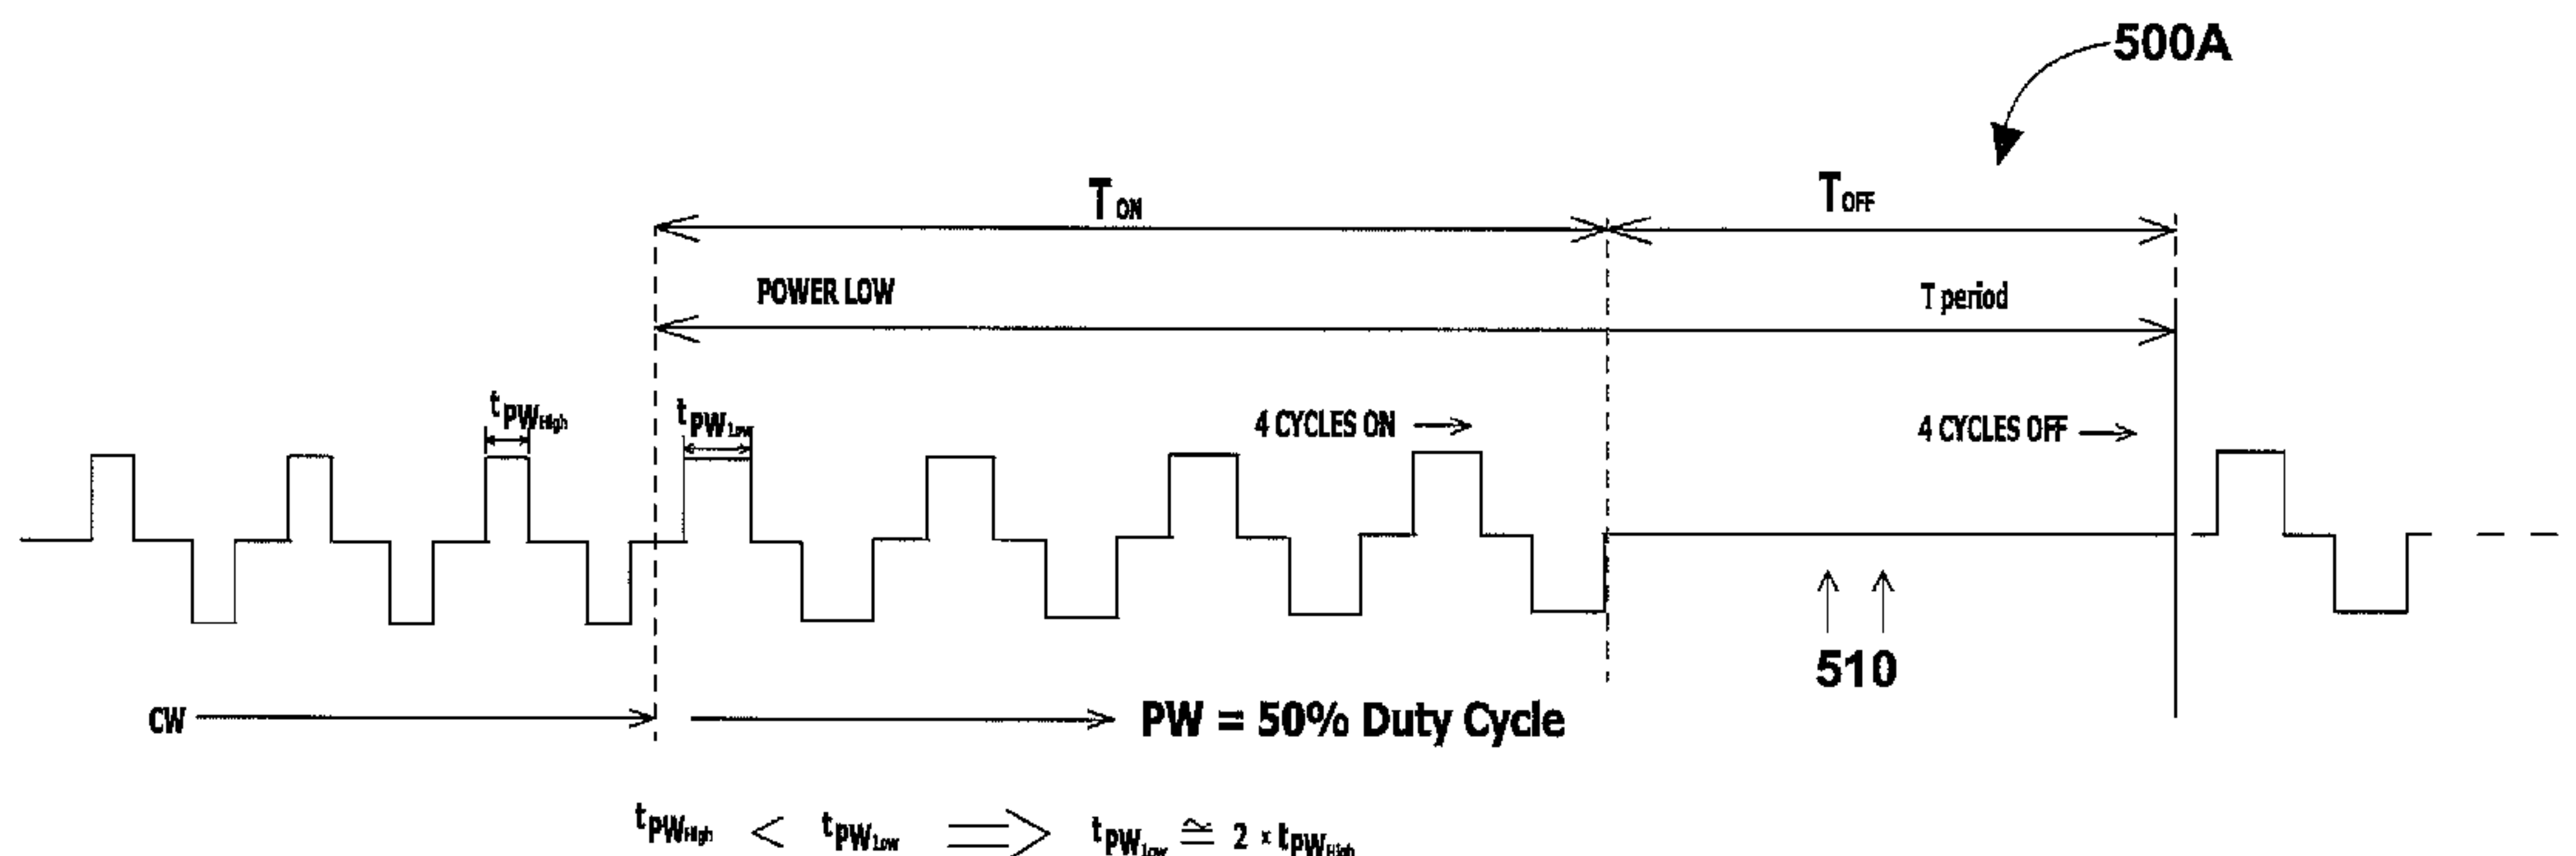 500A
T ON
T OFF
POWER LOW
T period
t PW High
t PW Low
4 CYCLES ON
4 CYCLES OFF
510
CW
PW = 50% Duty Cycle
t PW High < t PW Low ⟹ t PW Low ≅ 2 × t PW High